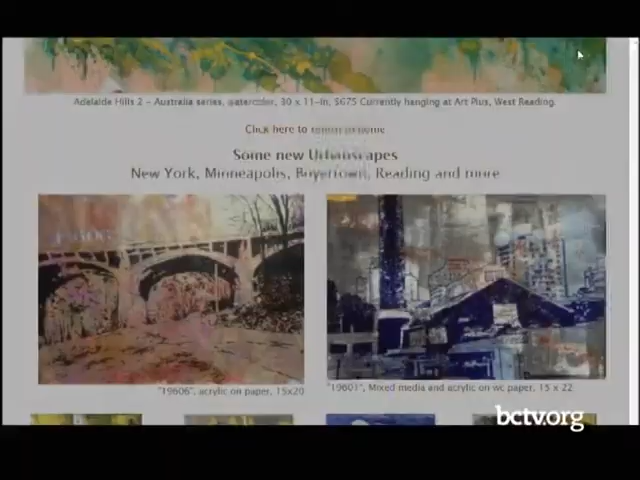 Adelaide Hills 2 - Australia series, watercolor, 30 x 11-in, $675 Currently hanging at Art Plus, West Reading.
Click here to return to home
Some new Urbanscapes
New York, Minneapolis, Boyertown, Reading and more
"19606", acrylic on paper, 15x20
"19601", Mixed media and acrylic on wc paper, 15 x 22
bctv.org